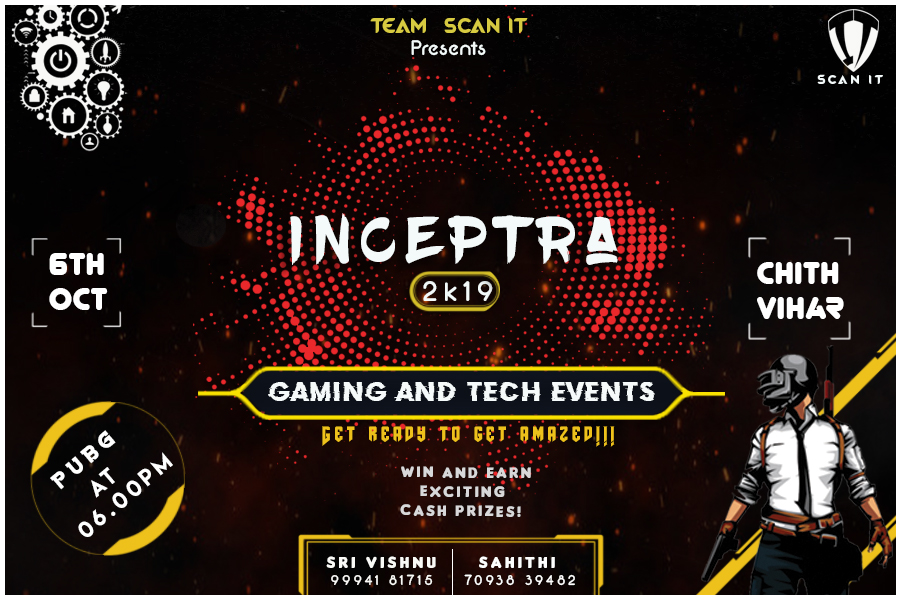 TEAM SCAN IT
Presents
SCAN IT
INCEPTRA
2k19
6TH
OCT
CHITH
VIHAR
GAMING AND TECH EVENTS
GET READY TO GET AMAZED!!!
PUBG
AT
06.00PM
WIN AND EARN
EXCITING
CASH PRIZES!
SRI VISHNU
99941 81715
SAHITHI
70938 39482